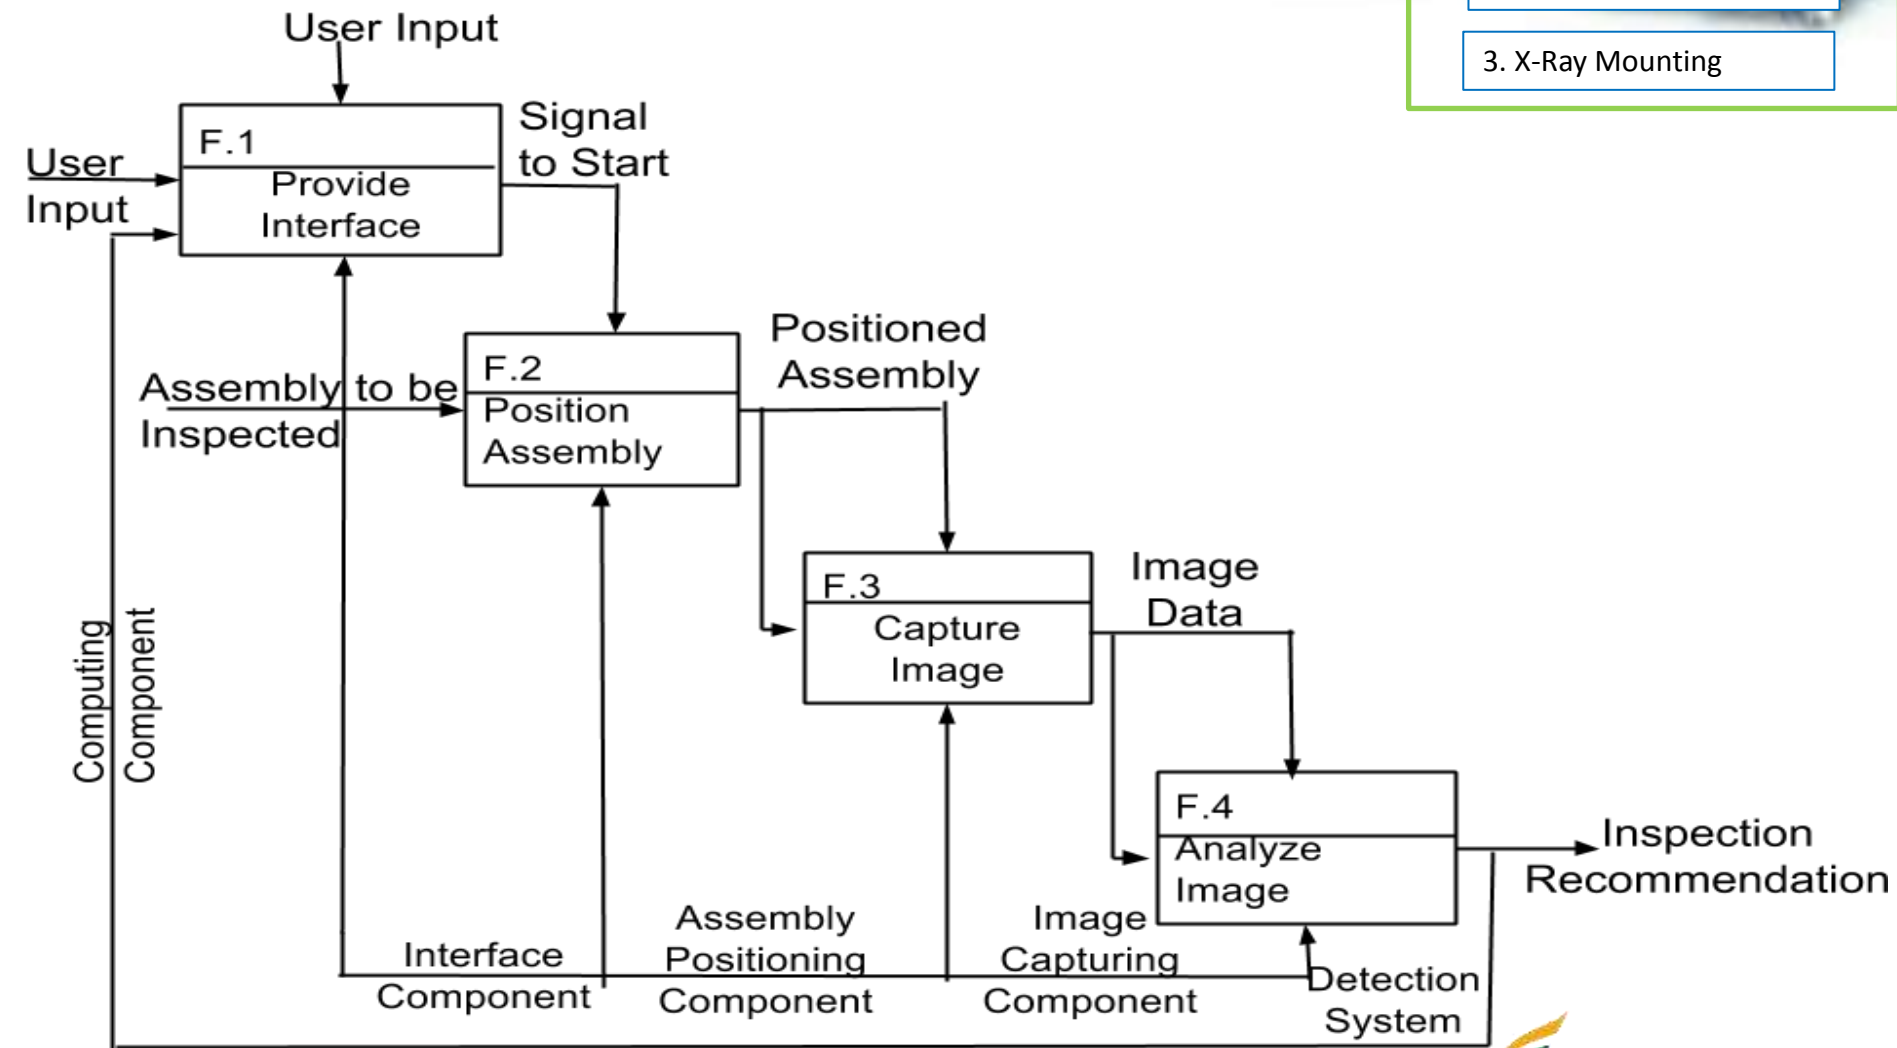 User Input
3. X-Ray Mounting
F.1
Provide
Interface
Signal
to Start
User
Input
F.2
Position
Assembly
Positioned
Assembly
Assembly to be
Inspected
F.3
Capture
Image
Image
Data
Computing
Component
F.4
Analyze
Image
Inspection
Recommendation
Interface
Component
Assembly
Positioning
Component
Image
Capturing
Component
Detection
System